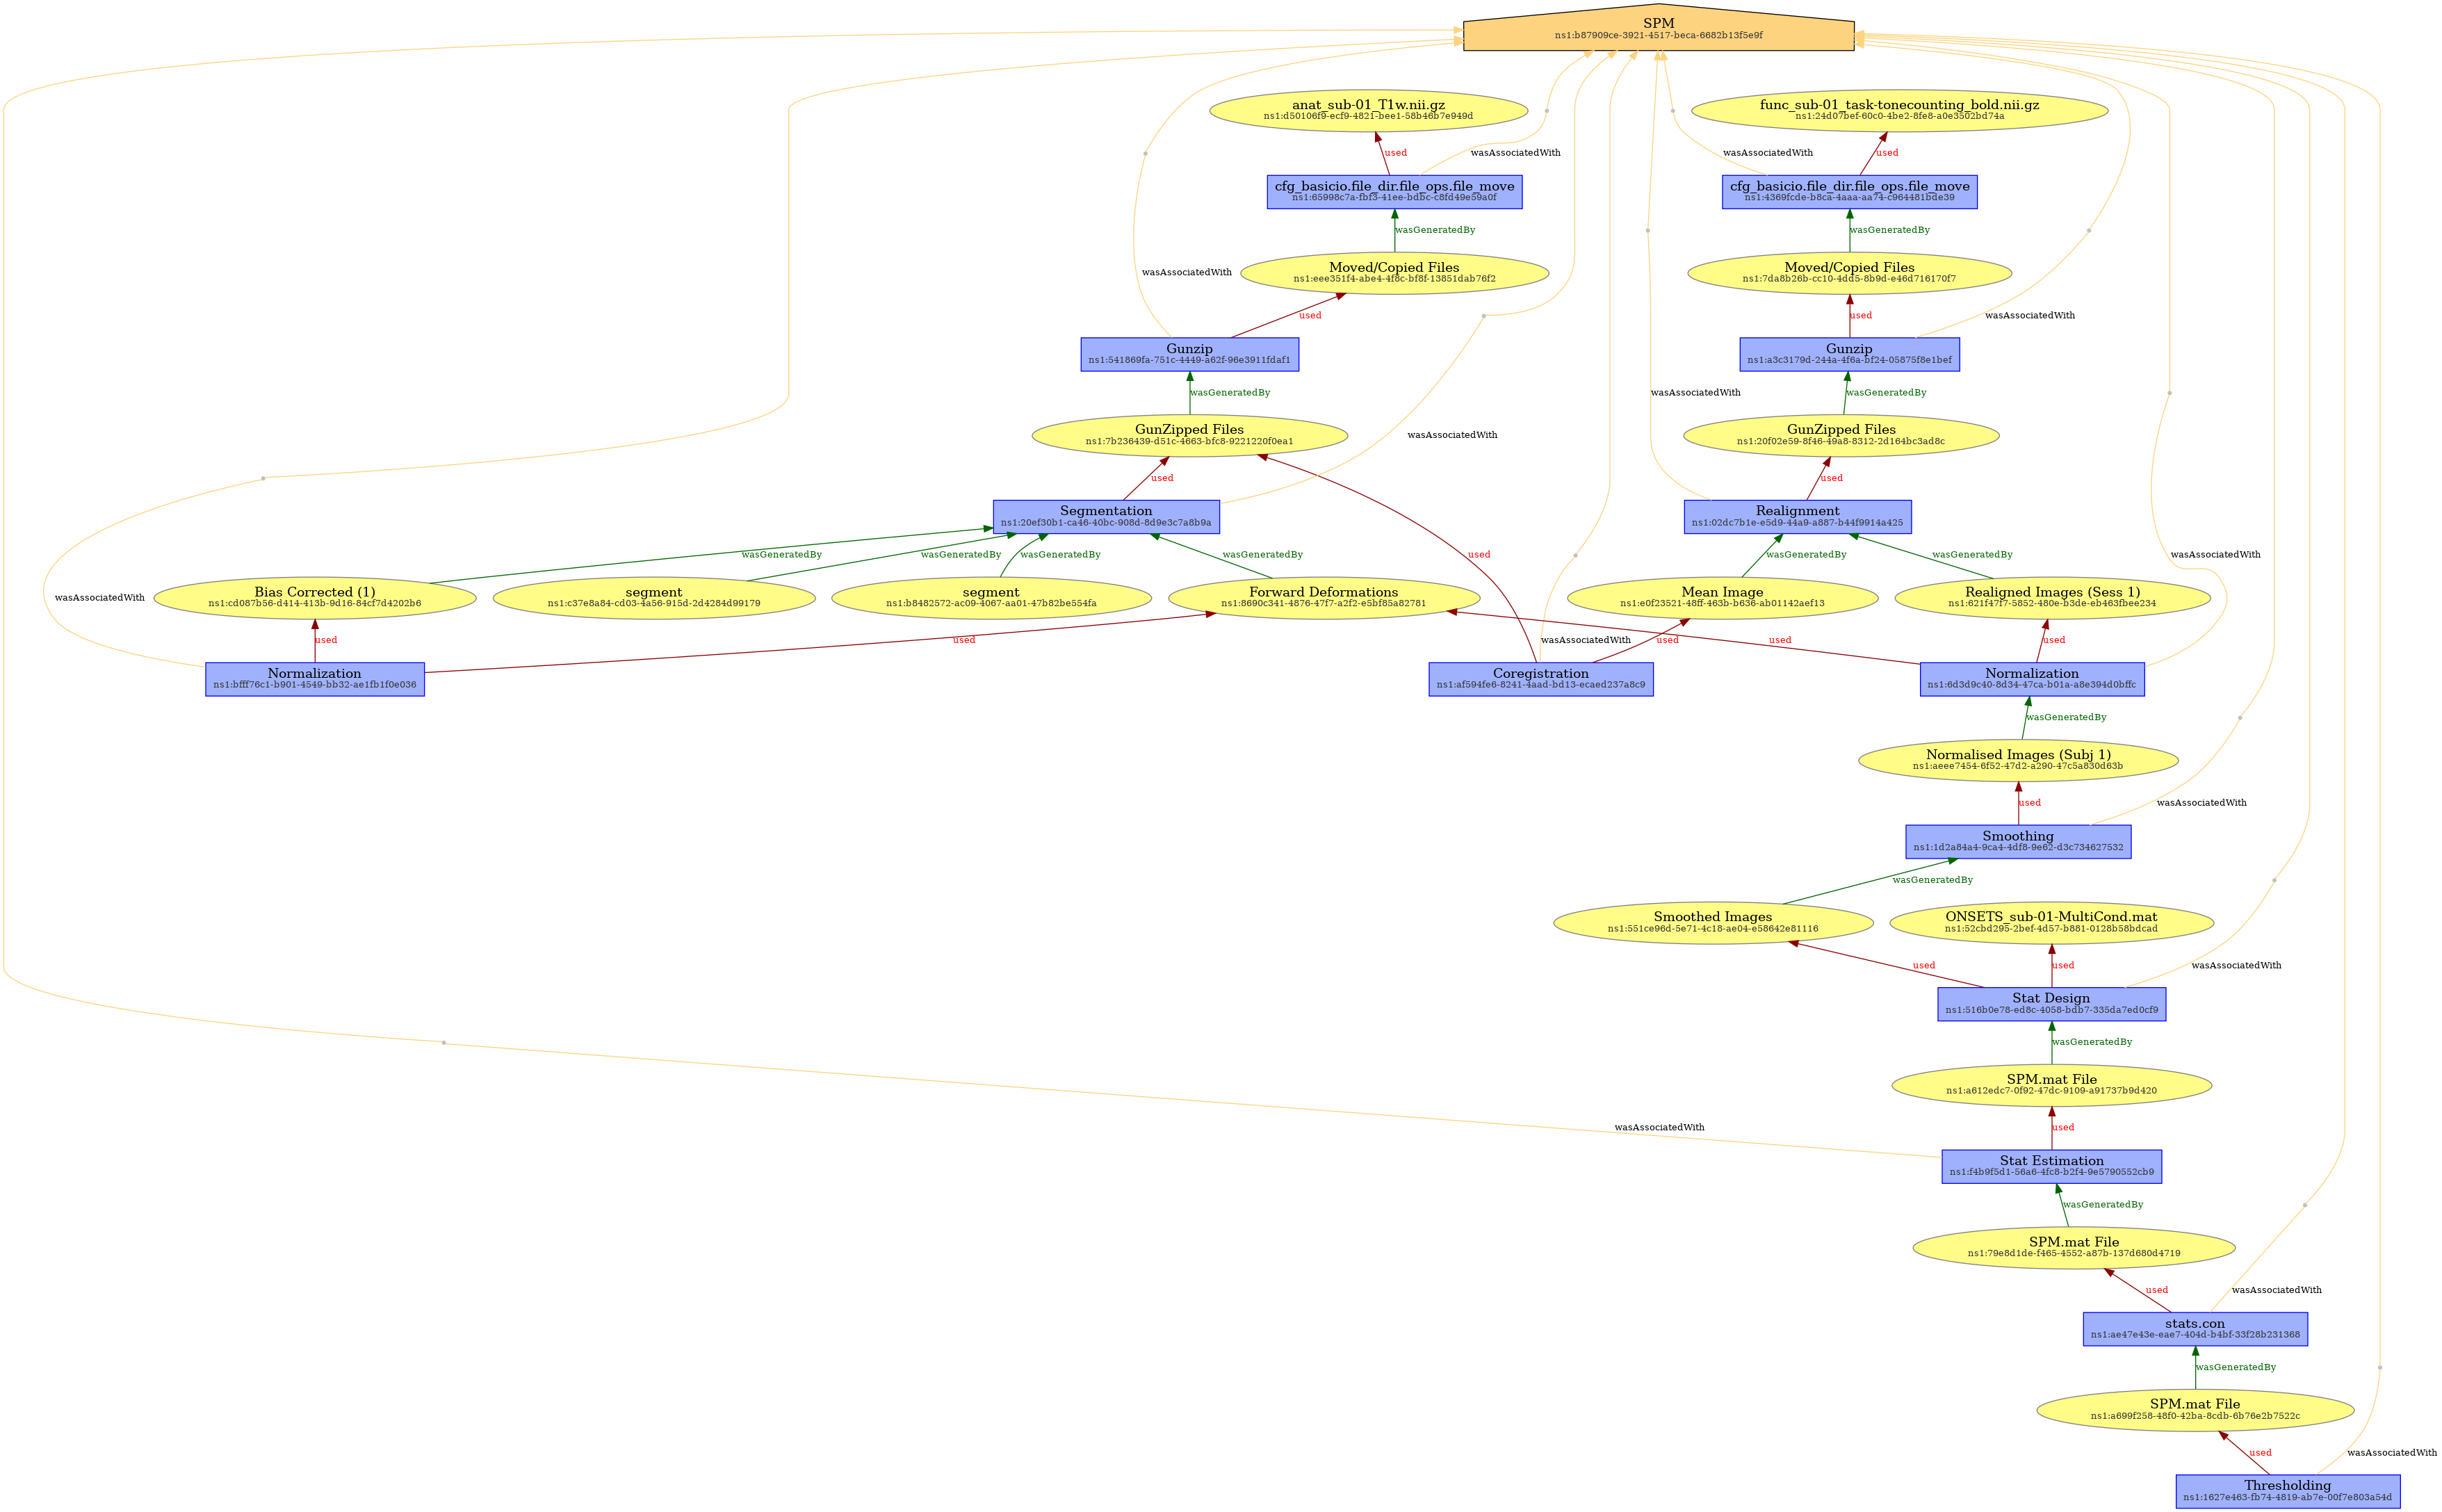 SPM
ns1:b87909ce-3921-4517-beca-6682b13f5e9f
anat_sub-01_T1w.nii.gz
ns1:d50106f9-ecf9-4821-bee1-58b46b7e949d
func_sub-01_task-tonecounting_bold.nii.gz
ns1:24d07bef-60c0-4be2-8fe8-a0e3502bd74a
used
wasAssociatedWith
wasAssociatedWith
used
cfg_basicio.file_dir.file_ops.file_move
ns1:65998c7a-fbf3-41ee-bdbc-c8fd49e59a0f
cfg_basicio.file_dir.file_ops.file_move
ns1:4369fcde-b8ca-4aaa-aa74-c964481bde39
wasGeneratedBy
wasGeneratedBy
wasAssociatedWith
Moved/Copied Files
ns1:eee351f4-abe4-4f8c-bf8f-13851dab76f2
Moved/Copied Files
ns1:7da8b26b-cc10-4dd5-8b9d-e46d716170f7
used
used
wasAssociatedWith
Gunzip
ns1:541869fa-751c-4449-a62f-96e3911fdaf1
Gunzip
ns1:a3c3179d-244a-4f6a-bf24-05875f8e1bef
wasGeneratedBy
wasAssociatedWith
wasGeneratedBy
GunZipped Files
ns1:7b236439-d51c-4663-bfc8-9221220f0ea1
wasAssociatedWith
GunZipped Files
ns1:20f02e59-8f46-49a8-8312-2d164bc3ad8c
used
used
Segmentation
ns1:20ef30b1-ca46-40bc-908d-8d9e3c7a8b9a
Realignment
ns1:02dc7b1e-e5d9-44a9-a887-b44f9914a425
wasGeneratedBy
wasGeneratedBy
wasGeneratedBy
wasGeneratedBy
used
wasGeneratedBy
wasGeneratedBy
wasAssociatedWith
wasAssociatedWith
Bias Corrected (1)
ns1:cd087b56-d414-413b-9d16-84cf7d4202b6
segment
ns1:c37e8a84-cd03-4a56-915d-2d4284d99179
segment
ns1:b8482572-ac09-4067-aa01-47b82be554fa
Forward Deformations
ns1:8690c341-4876-47f7-a2f2-e5bf85a82781
Mean Image
ns1:e0f23521-48ff-463b-b636-ab01142aef13
Realigned Images (Sess 1)
ns1:621f47f7-5852-480e-b3de-eb463fbee234
used
used
wasAssociatedWith
used
used
used
Normalization
ns1:bfff76c1-b901-4549-bb32-ae1fb1f0e036
Coregistration
ns1:af594fe6-8241-4aad-bd13-ecaed237a8c9
Normalization
ns1:6d3d9c40-8d34-47ca-b01a-a8e394d0bffc
wasGeneratedBy
Normalised Images (Subj 1)
ns1:aeee7454-6f52-47d2-a290-47c5a830d63b
used
wasAssociatedWith
Smoothing
ns1:1d2a84a4-9ca4-4df8-9e62-d3c734627532
wasGeneratedBy
Smoothed Images
ns1:551ce96d-5e71-4c18-ae04-e58642e81116
ONSETS_sub-01-MultiCond.mat
ns1:52cbd295-2bef-4d57-b881-0128b58bdcad
used
used
wasAssociatedWith
Stat Design
ns1:516b0e78-ed8c-4058-bdb7-335da7ed0cf9
wasGeneratedBy
SPM.mat File
ns1:a612edc7-0f92-47dc-9109-a91737b9d420
wasAssociatedWith
used
Stat Estimation
ns1:f4b9f5d1-56a6-4fc8-b2f4-9e5790552cb9
wasGeneratedBy
SPM.mat File
ns1:79e8d1de-f465-4552-a87b-137d680d4719
used
wasAssociatedWith
stats.con
ns1:ae47e43e-eae7-404d-b4bf-33f28b231368
wasGeneratedBy
SPM.mat File
ns1:a699f258-48f0-42ba-8cdb-6b76e2b7522c
used
wasAssociatedWith
Thresholding
ns1:1627e463-fb74-4819-ab7e-00f7e803a54d